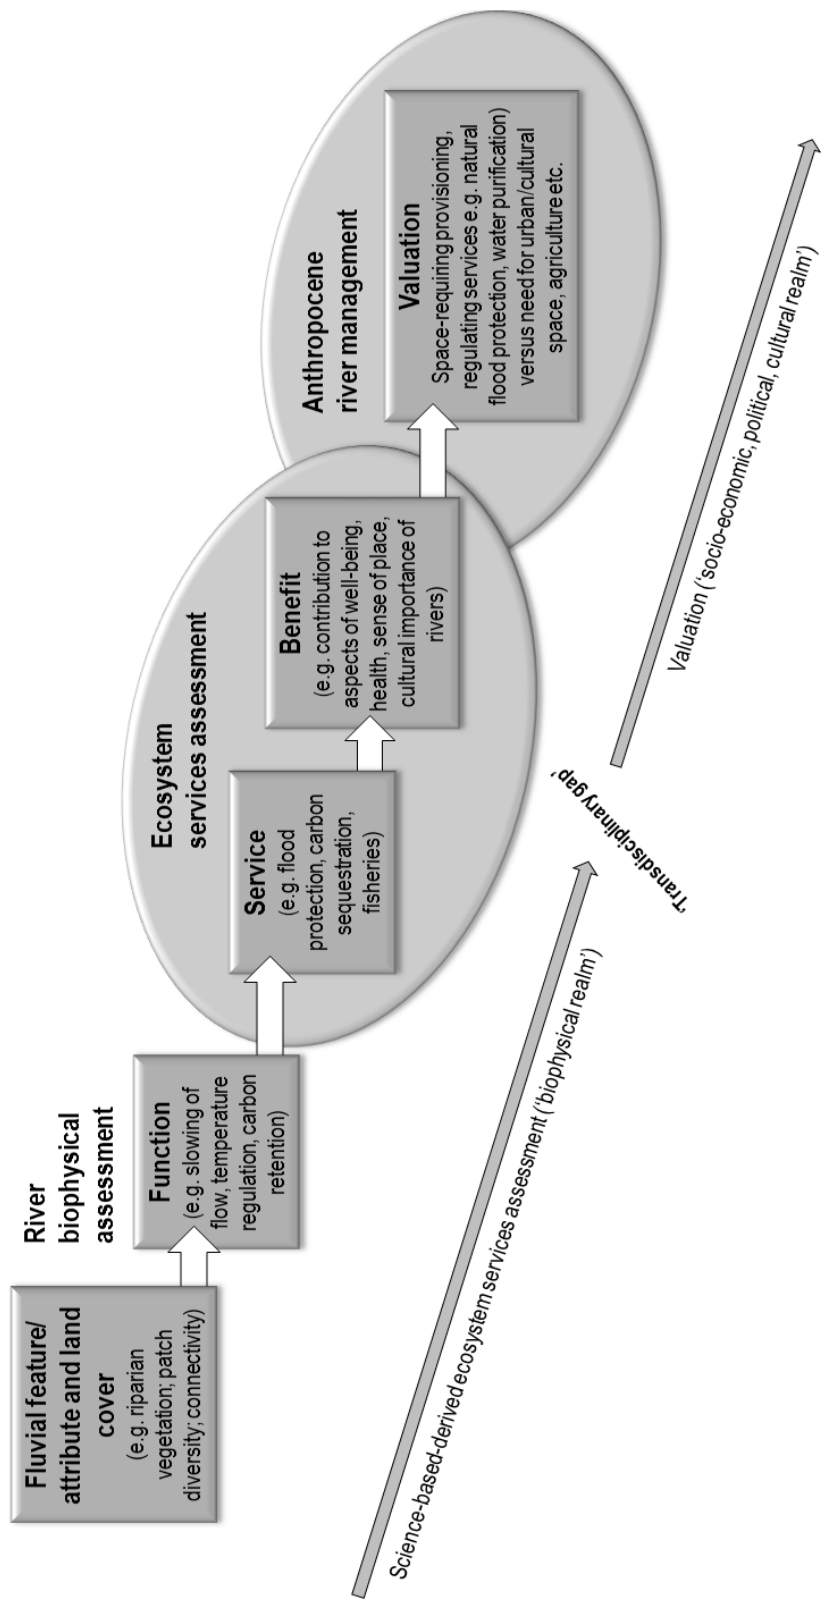 Fluvial feature/
attribute and land
cover
(e.g. riparian
vegetation; patch
diversity; connectivity)
River
biophysical
assessment
Function
(e.g. slowing of
flow, temperature
regulation, carbon
retention)
Ecosystem
services assessment
Service
(e.g. flood
protection, carbon
sequestration,
fisheries)
Benefit
(e.g. contribution to
aspects of well-being,
health, sense of place,
cultural importance of
rivers)
Anthropocene
river management
Valuation
Space-requiring provisioning,
regulating services e.g. natural
flood protection, water purification)
versus need for urban/cultural
space, agriculture etc.
Science-based-derived ecosystem services assessment (‘biophysical realm’)
‘Transdisciplinary gap’
Valuation (‘socio-economic, political, cultural realm’)